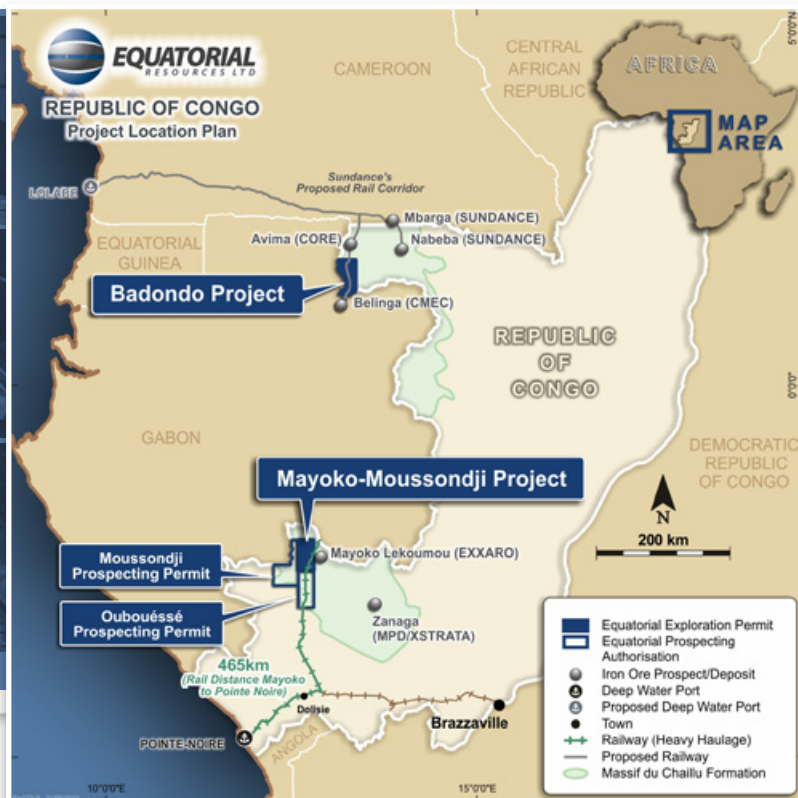 EQUATORIAL
RESOURCES LTD
REPUBLIC OF CONGO
Project Location Plan
CAMEROON
CENTRAL
AFRICAN
REPUBLIC
AFRICA
MAP
AREA
5°0'0"N
LOLABE
Sundance's
Proposed Rail Corridor
Mbarga (SUNDANCE)
Avima (CORE)
Nabeba (SUNDANCE)
EQUATORIAL
GUINEA
Badondo Project
Belinga (CMEC)
REPUBLIC
OF
CONGO
0°0'0"
GABON
DEMOCRATIC
REPUBLIC
OF CONGO
Mayoko-Moussondji Project
N
200 km
Moussondji
Prospecting Permit
Mayoko Lekoumou (EXXARO)
Oubouéssé
Prospecting Permit
Zanaga
(MPD/XSTRATA)
465km
(Rail Distance Mayoko
to Pointe Noire)
Dolisie
Brazzaville
POINTE-NOIRE
ANGOLA
10°0'0"E
15°0'0"E
Equatorial Exploration Permit
Equatorial Prospecting
Authorisation
Iron Ore Prospect/Deposit
Deep Water Port
Proposed Deep Water Port
Town
Railway (Heavy Haulage)
Proposed Railway
Massif du Chaillu Formation